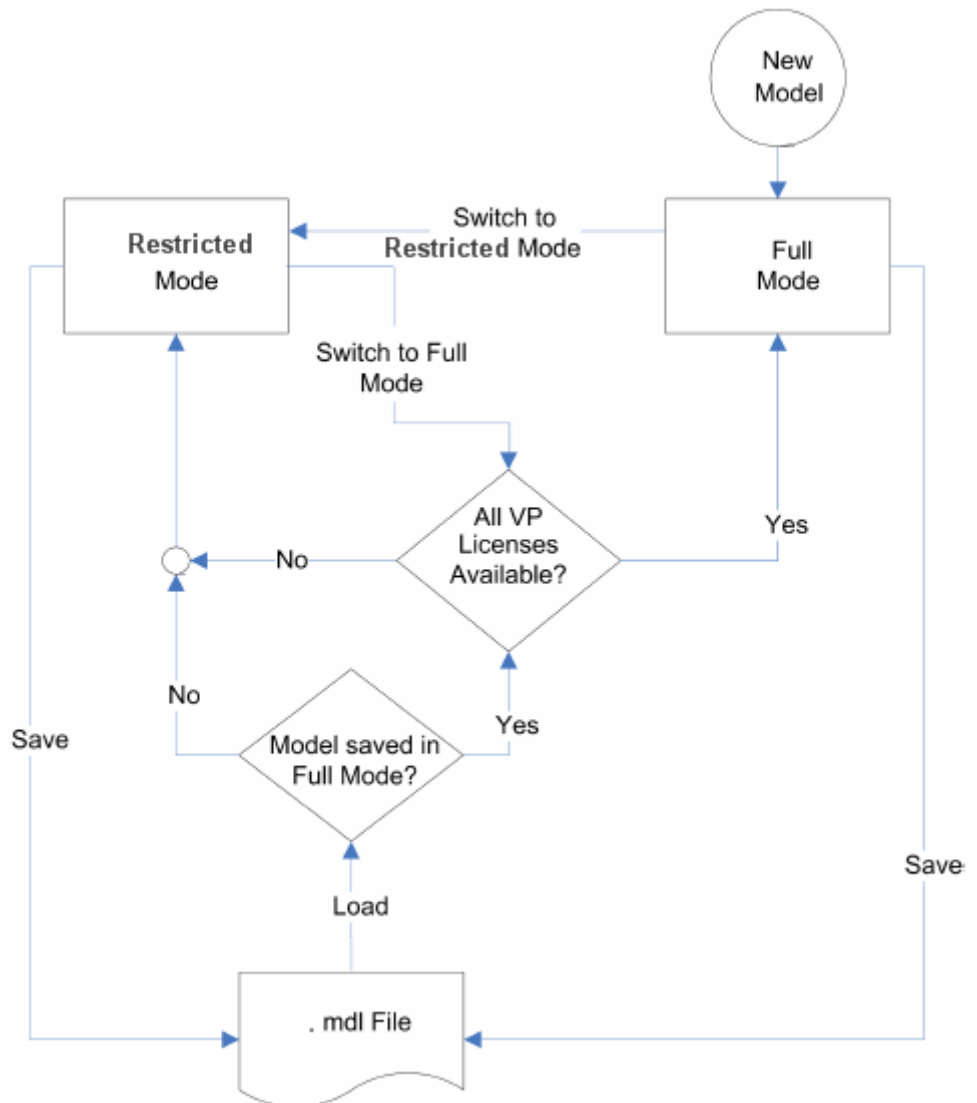 New
Model
Switch to
Restricted Mode
Restricted
Mode
Full
Mode
Switch to Full
Mode
All VP
Licenses
Available?
No
Yes
No
Yes
Model saved in
Full Mode?
Save
Save
Load
. mdl File